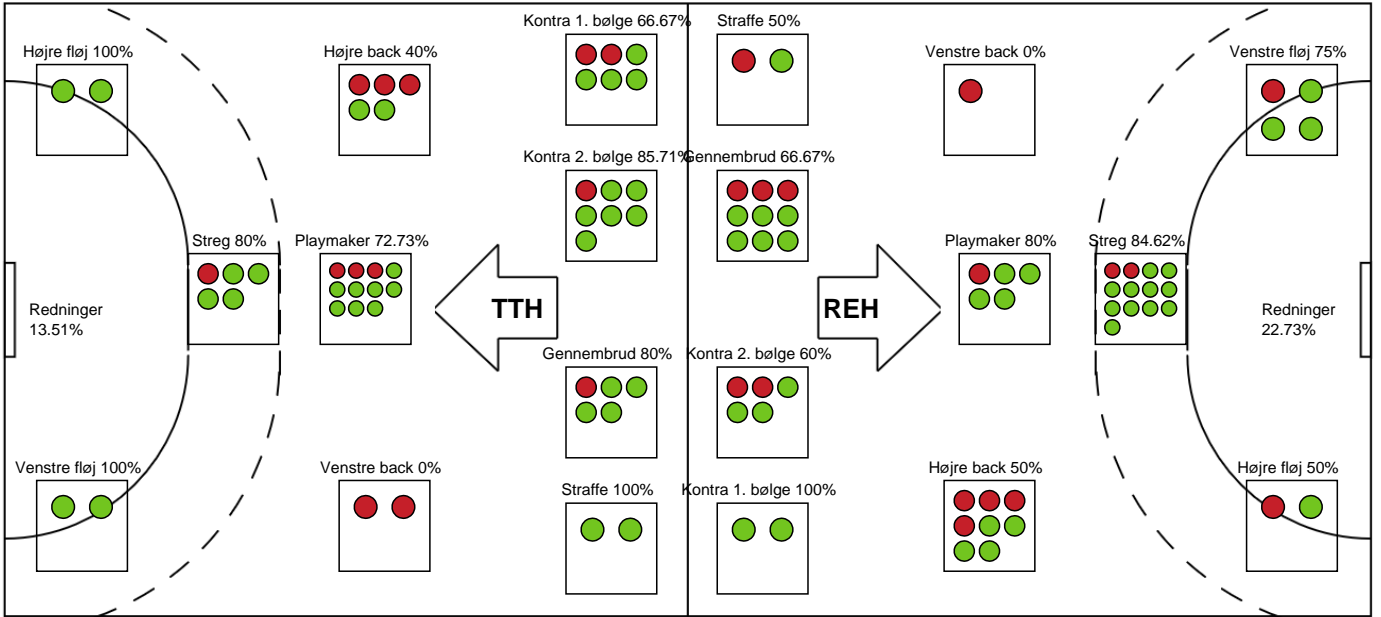 Kontra 1. bølge 66.67%
Straffe 50%
Højre fløj 100%
Højre back 40%
Venstre back 0%
Venstre fløj 75%
Kontra 2. bølge 85.71%
Gennembrud 66.67%
Streg 80%
Playmaker 72.73%
Playmaker 80%
Streg 84.62%
TTH
REH
Redninger
13.51%
Redninger
22.73%
Gennembrud 80%
Kontra 2. bølge 60%
Venstre fløj 100%
Venstre back 0%
Højre back 50%
Højre fløj 50%
Straffe 100%
Kontra 1. bølge 100%